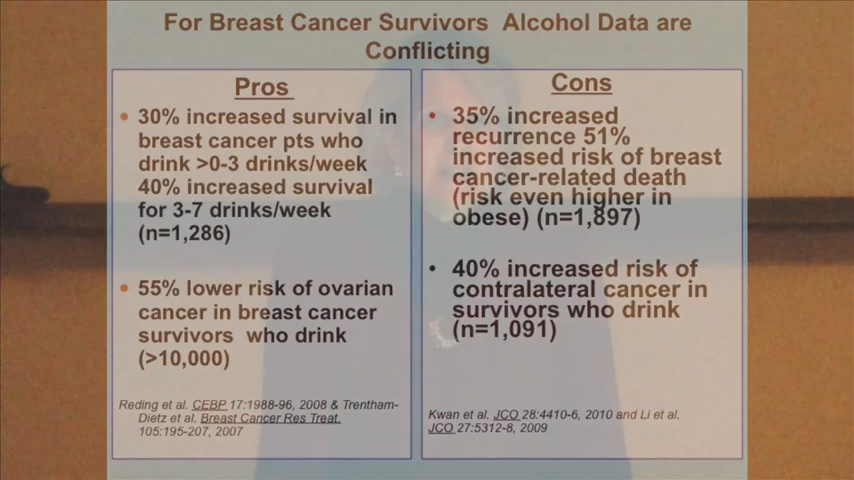 For Breast Cancer Survivors Alcohol Data are
Conflicting
Pros
• 30% increased survival in
breast cancer pts who
drink >0-3 drinks/week
40% increased survival
for 3-7 drinks/week
(n=1,286)
• 55% lower risk of ovarian
cancer in breast cancer
survivors who drink
(>10,000)
Reding et al. CEBP 17:1988-96, 2008 & Trentham-
Dietz et al. Breast Cancer Res Treat.
105:195-207, 2007
Cons
• 35% increased
recurrence 51%
increased risk of breast
cancer-related death
(risk even higher in
obese) (n=1,897)
• 40% increased risk of
contralateral cancer in
survivors who drink
(n=1,091)
Kwan et al. JCO 28:4410-6, 2010 and Li et al.
JCO 27:5312-8, 2009